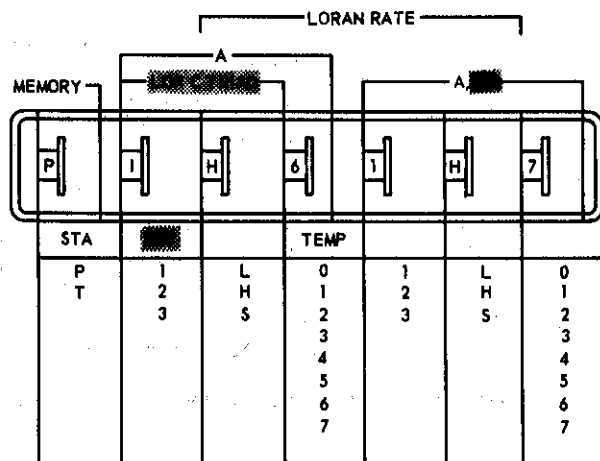 LORAN RATE
A
MEMORY
A,
P 1 H 6 1 H 7
STA TEMP
P 1 L 0 1 L 0
T 2 H 1 2 H 1
3 S 2 3 S 2
3 3
4 4
5 5
6 6
7 7